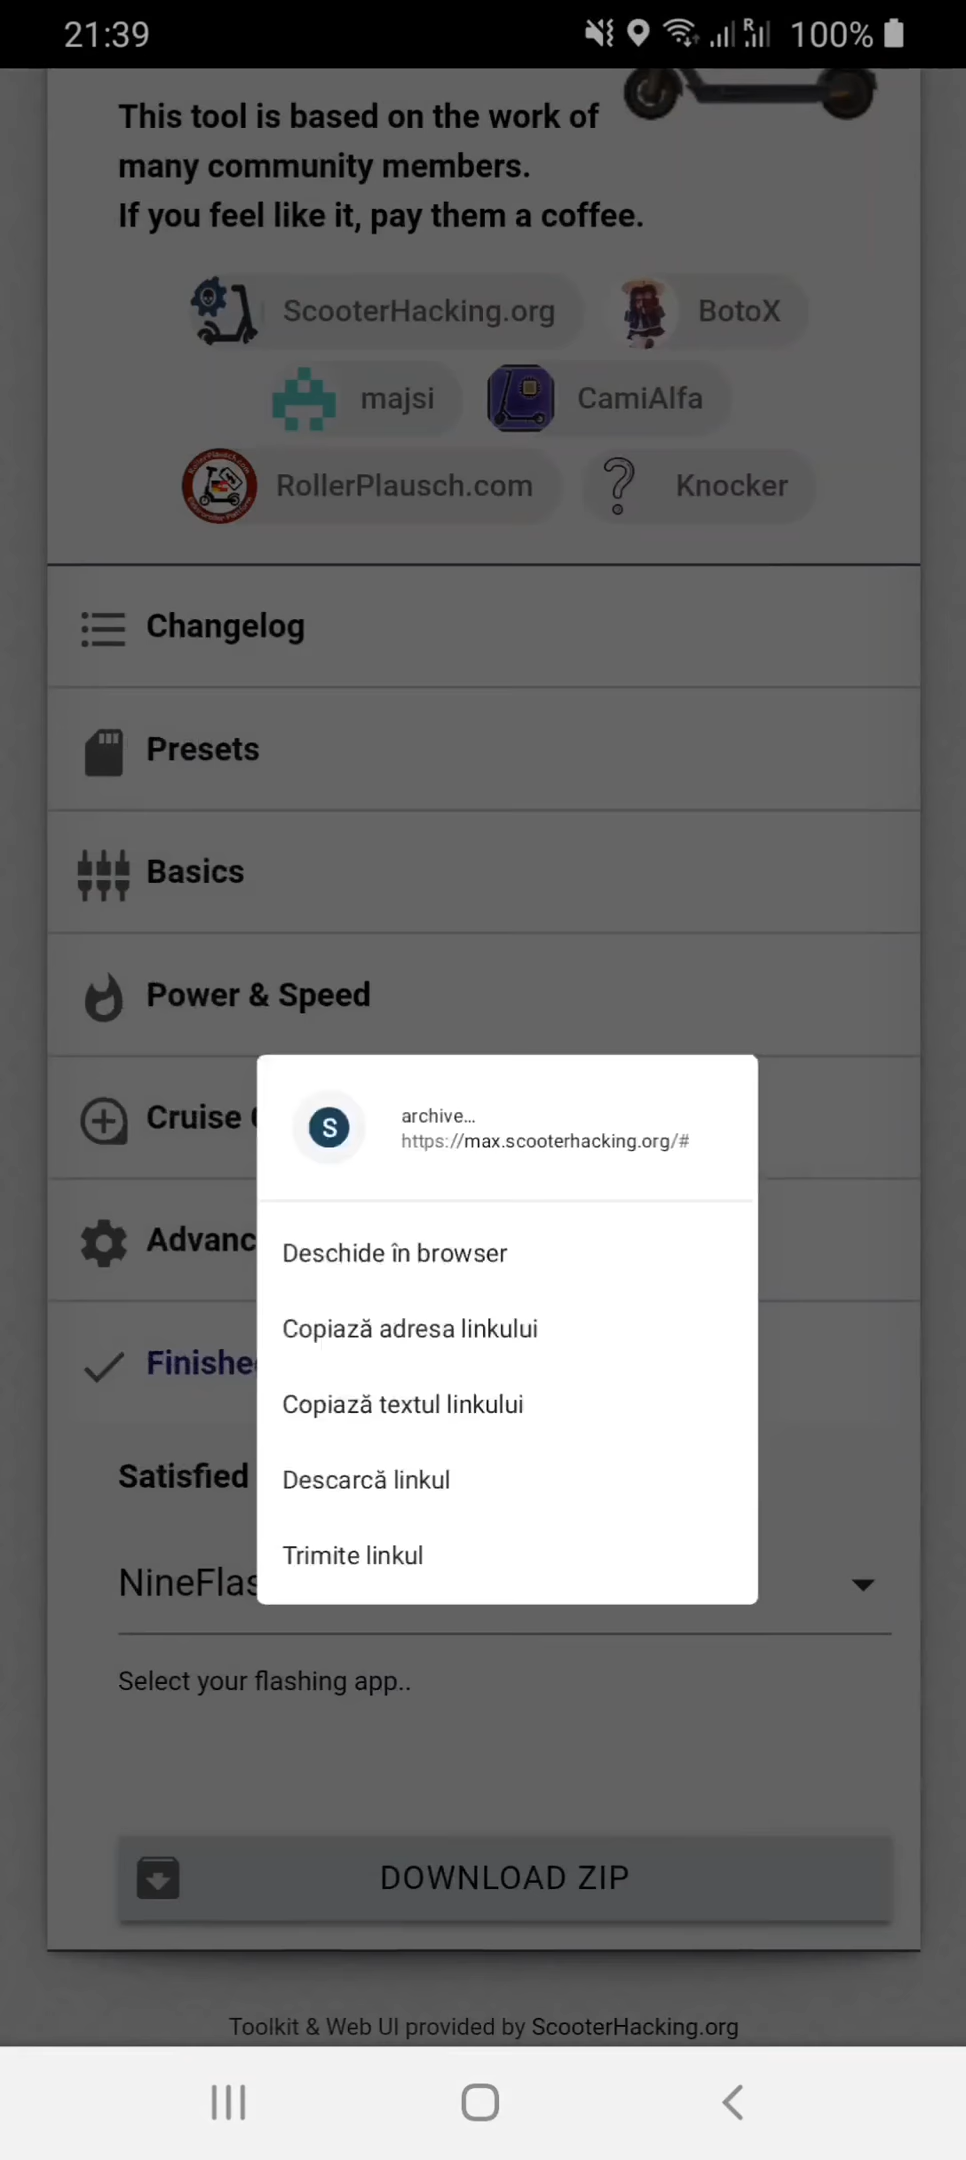 21:39
R
100%
This tool is based on the work of
many community members.
If you feel like it, pay them a coffee.
ScooterHacking.org
BotoX
majsi
CamiAlfa
RollerPlausch.com
RollerPlausch.com
Knocker
Changelog
Presets
Basics
Power & Speed
Cruise
Advanc
Finishe
S
archive...
https://max.scooterhacking.org/#
Deschide în browser
Copiază adresa linkului
Copiază textul linkului
Descarcă linkul
Trimite linkul
Satisfied
NineFlas
Select your flashing app..
DOWNLOAD ZIP
Toolkit & Web UI provided by ScooterHacking.org